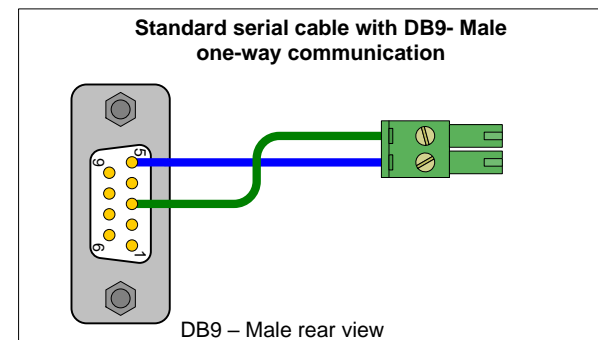 Standard serial cable with DB9- Male
one-way communication
5
9
6
1
DB9 – Male rear view